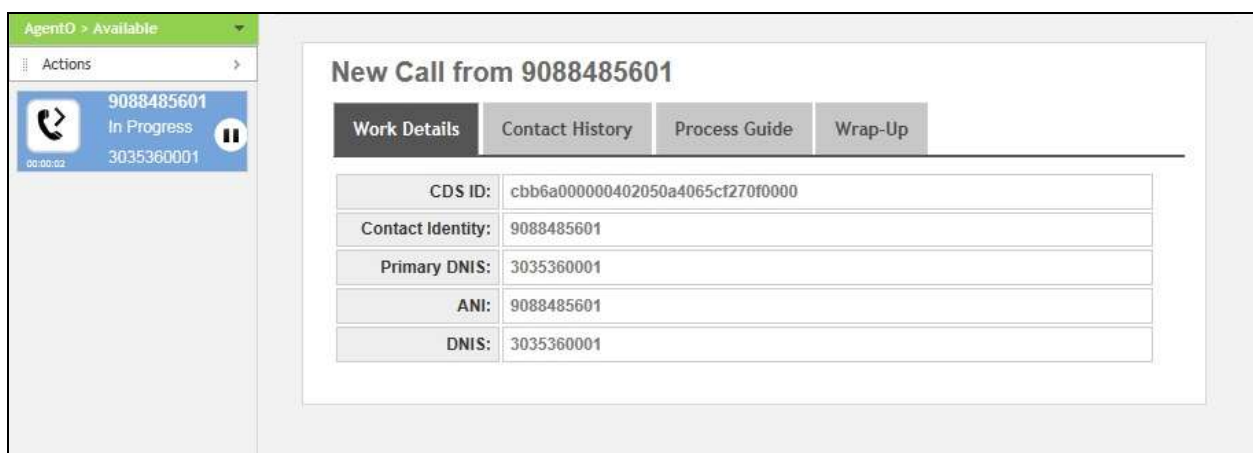 AgentO > Available
Actions
9088485601
In Progress
3035360001
00:00:02
New Call from 9088485601
Work Details
Contact History
Process Guide
Wrap-Up
CDS ID: cbb6a000000402050a4065cf270f0000
Contact Identity: 9088485601
Primary DNIS: 3035360001
ANI: 9088485601
DNIS: 3035360001